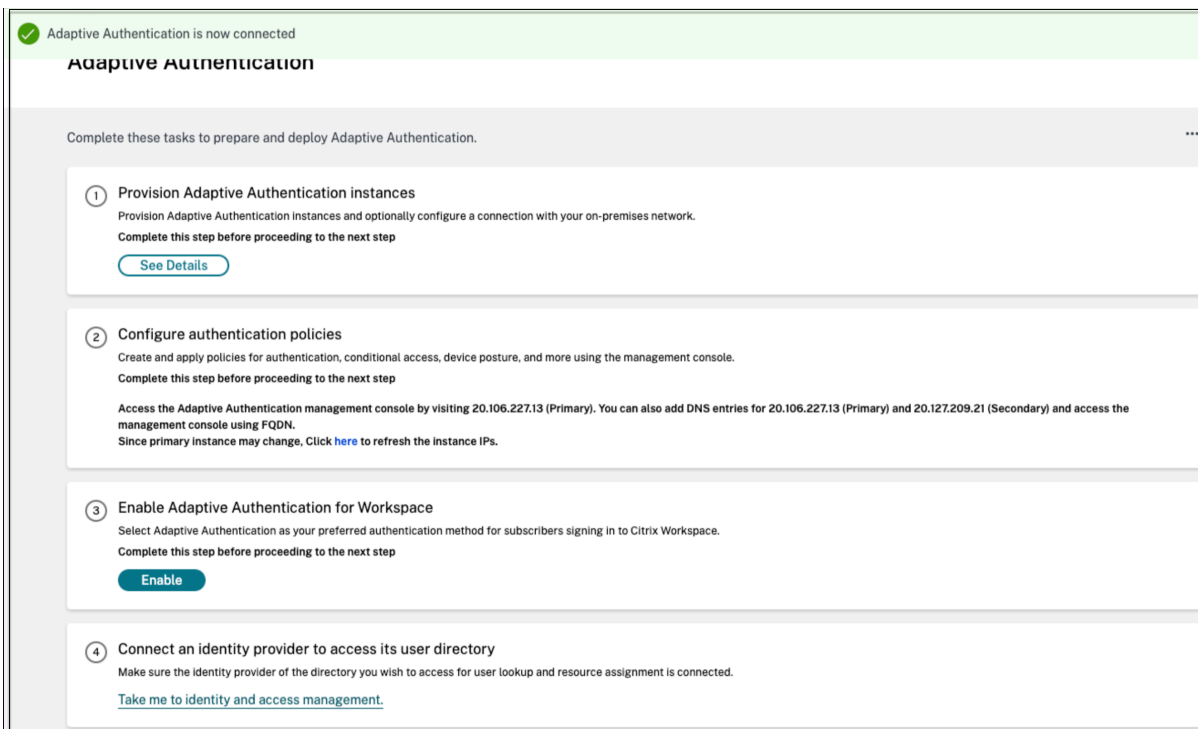 Adaptive Authentication is now connected
Adaptive Authentication
Complete these tasks to prepare and deploy Adaptive Authentication.
...
1
Provision Adaptive Authentication instances
Provision Adaptive Authentication instances and optionally configure a connection with your on-premises network.
Complete this step before proceeding to the next step
See Details
2
Configure authentication policies
Create and apply policies for authentication, conditional access, device posture, and more using the management console.
Complete this step before proceeding to the next step
Access the Adaptive Authentication management console by visiting 20.106.227.13 (Primary). You can also add DNS entries for 20.106.227.13 (Primary) and 20.127.209.21 (Secondary) and access the
management console using FQDN.
Since primary instance may change, Click here to refresh the instance IPs.
3
Enable Adaptive Authentication for Workspace
Select Adaptive Authentication as your preferred authentication method for subscribers signing in to Citrix Workspace.
Complete this step before proceeding to the next step
Enable
4
Connect an identity provider to access its user directory
Make sure the identity provider of the directory you wish to access for user lookup and resource assignment is connected.
Take me to identity and access management.